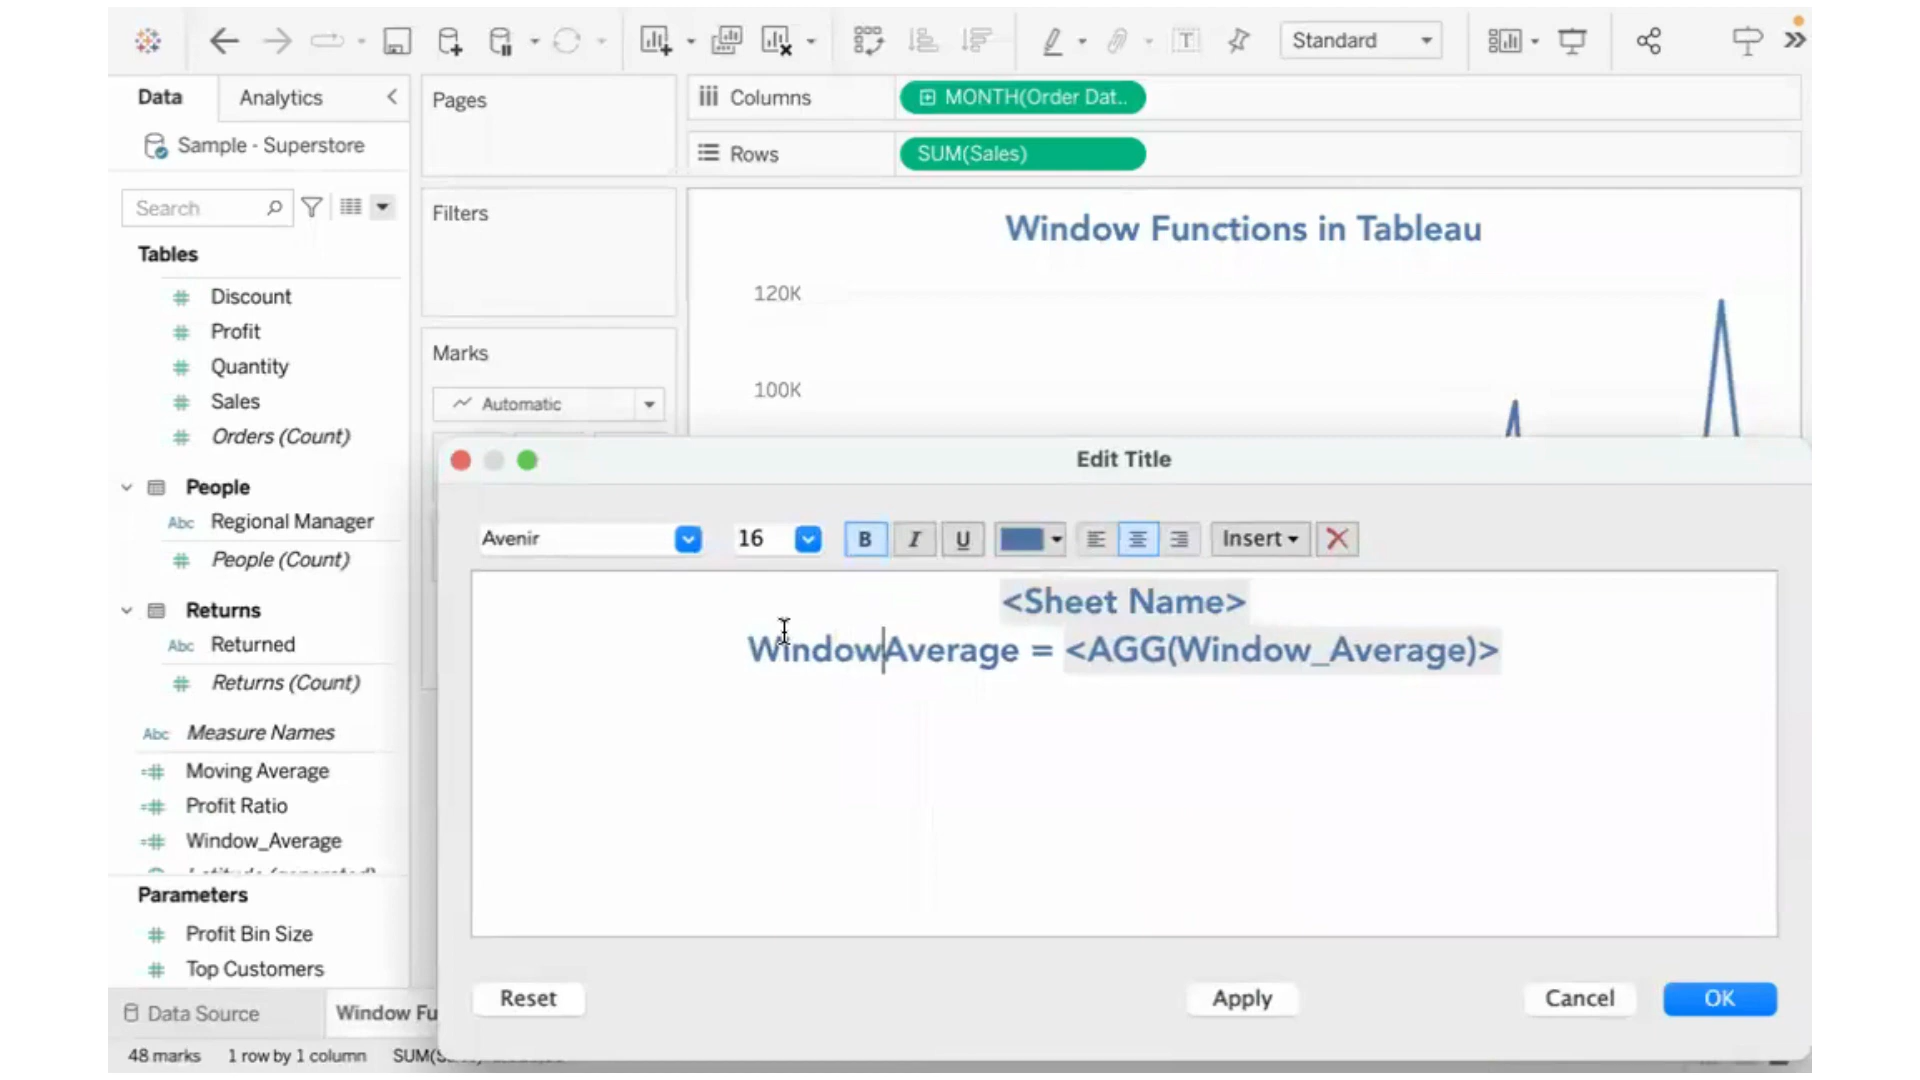 Standard
Data
Analytics
Pages
Columns
MONTH(Order Dat..
Sample - Superstore
Rows
SUM(Sales)
Search
Filters
Window Functions in Tableau
Tables
120K
Discount
Profit
Marks
Quantity
100K
Sales
Automatic
Orders (Count)
Edit Title
People
Abc Regional Manager
Avenir
16
B
I
U
Insert
People (Count)
<Sheet Name>
Returns
Abc Returned
WindowAverage = <AGG(Window_Average)>
Returns (Count)
Abc Measure Names
Moving Average
Profit Ratio
Window_Average
Parameters
Profit Bin Size
Top Customers
Reset
Apply
Cancel
OK
Data Source
Window Fu
48 marks
1 row by 1 column